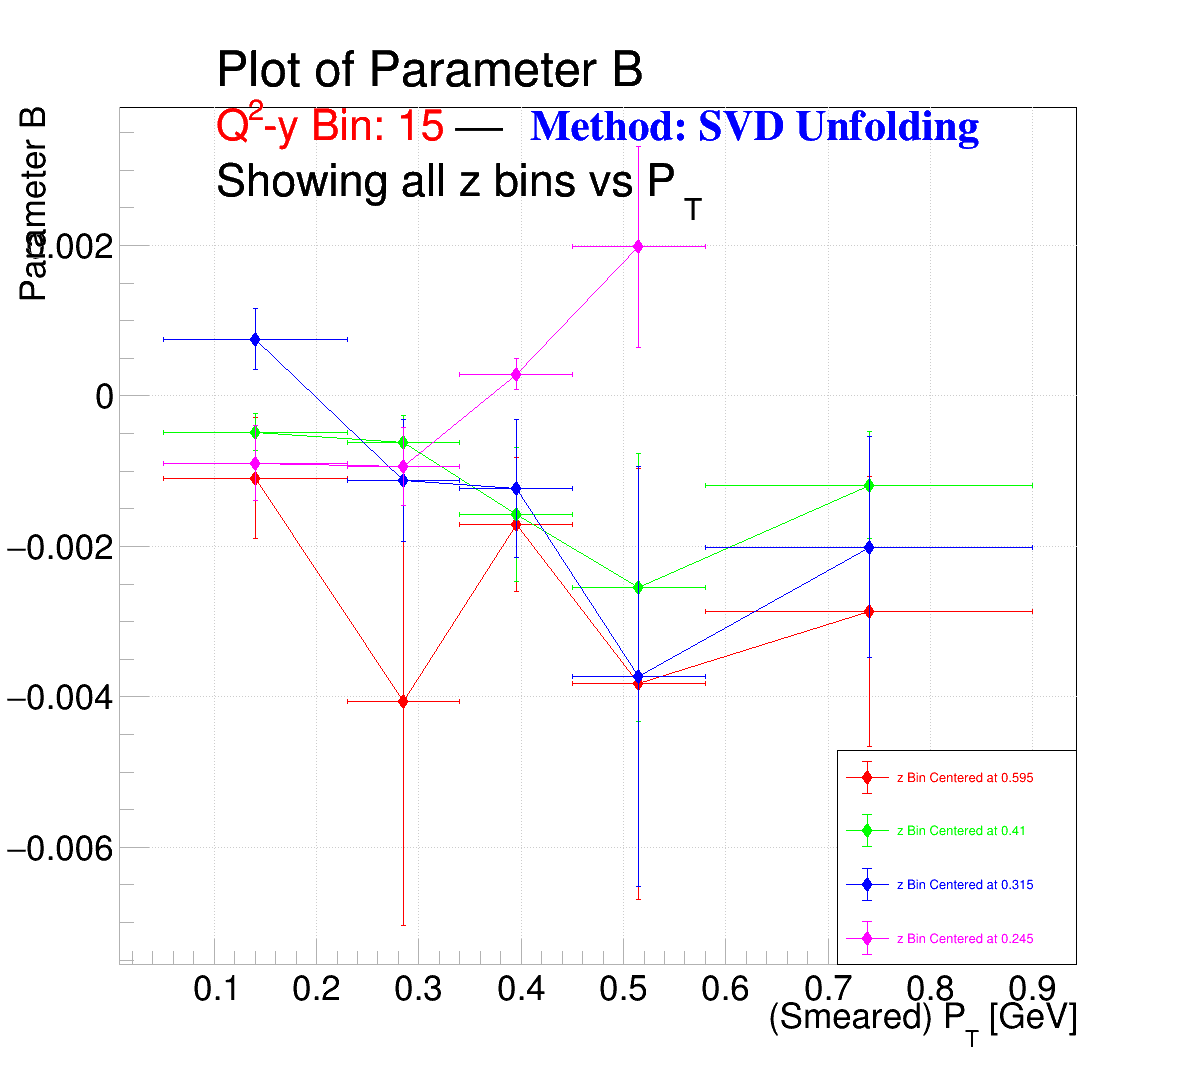 Plot of Parameter B
Q²-y Bin: 15 — Method: SVD Unfolding
Showing all z bins vs P_T
Parameter B
0.002
0
−0.002
−0.004
−0.006
z Bin Centered at 0.595
z Bin Centered at 0.41
z Bin Centered at 0.315
z Bin Centered at 0.245
0.1 0.2 0.3 0.4 0.5 0.6 0.7 0.8 0.9
(Smeared) P_T [GeV]